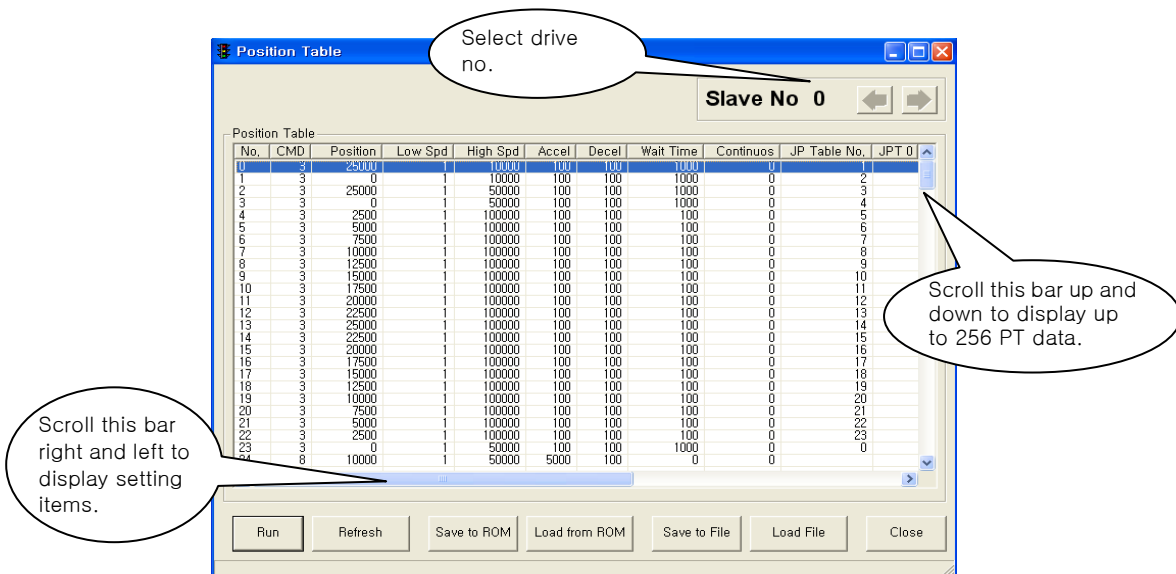 Position Table
Select drive
no.
Slave No 0
Position Table
No. CMD Position Low Spd High Spd Accel Decel Wait Time Continuos JP Table No. JPT 0
0 3 25000 1 10000 100 100 1000 0 1
1 3 0 1 10000 100 100 1000 0 2
2 3 25000 1 50000 100 100 1000 0 3
3 3 0 1 50000 100 100 1000 0 4
4 3 2500 1 100000 100 100 100 0 5
5 3 5000 1 100000 100 100 100 0 6
6 3 7500 1 100000 100 100 100 0 7
7 3 10000 1 100000 100 100 100 0 8
8 3 12500 1 100000 100 100 100 0 9
9 3 15000 1 100000 100 100 100 0 10
10 3 17500 1 100000 100 100 100 0 11
11 3 20000 1 100000 100 100 100 0 12
12 3 22500 1 100000 100 100 100 0 13
13 3 25000 1 100000 100 100 100 0 14
14 3 22500 1 100000 100 100 100 0 15
15 3 20000 1 100000 100 100 100 0 16
16 3 17500 1 100000 100 100 100 0 17
17 3 15000 1 100000 100 100 100 0 18
18 3 12500 1 100000 100 100 100 0 19
19 3 10000 1 100000 100 100 100 0 20
20 3 7500 1 100000 100 100 100 0 21
21 3 5000 1 100000 100 100 100 0 22
22 3 2500 1 100000 100 100 100 0 23
23 3 0 1 50000 100 100 1000 0 0
24 8 10000 1 50000 5000 100 0 0
Scroll this bar up and
down to display up
to 256 PT data.
Scroll this bar
right and left to
display setting
items.
Run Refresh Save to ROM Load from ROM Save to File Load File Close